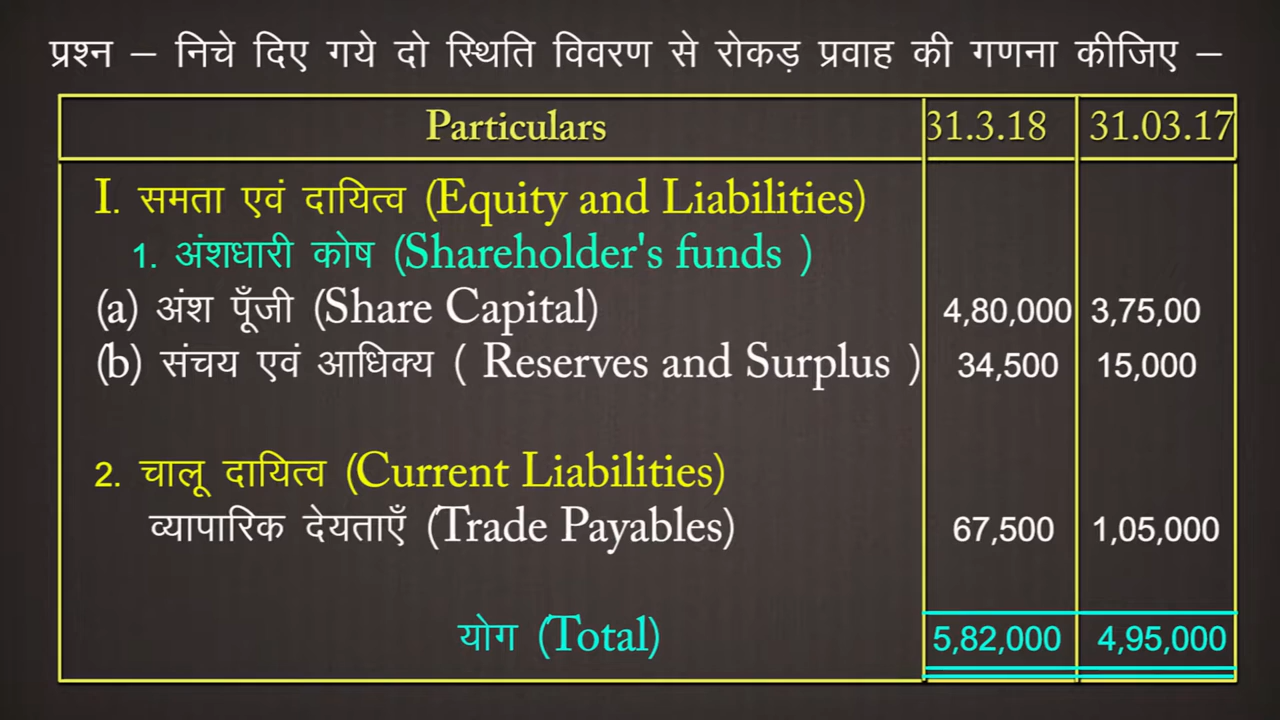 प्रश्न – निचे दिए गये दो स्थिति विवरण से रोकड़ प्रवाह की गणना कीजिए –
Particulars 31.3.18 31.03.17
I. समता एवं दायित्व (Equity and Liabilities)
1. अंशधारी कोष (Shareholder's funds )
(a) अंश पूँजी (Share Capital) 4,80,000 3,75,00
(b) संचय एवं आधिक्य ( Reserves and Surplus ) 34,500 15,000
2. चालू दायित्व (Current Liabilities)
व्यापारिक देयताएँ (Trade Payables) 67,500 1,05,000
योग (Total) 5,82,000 4,95,000